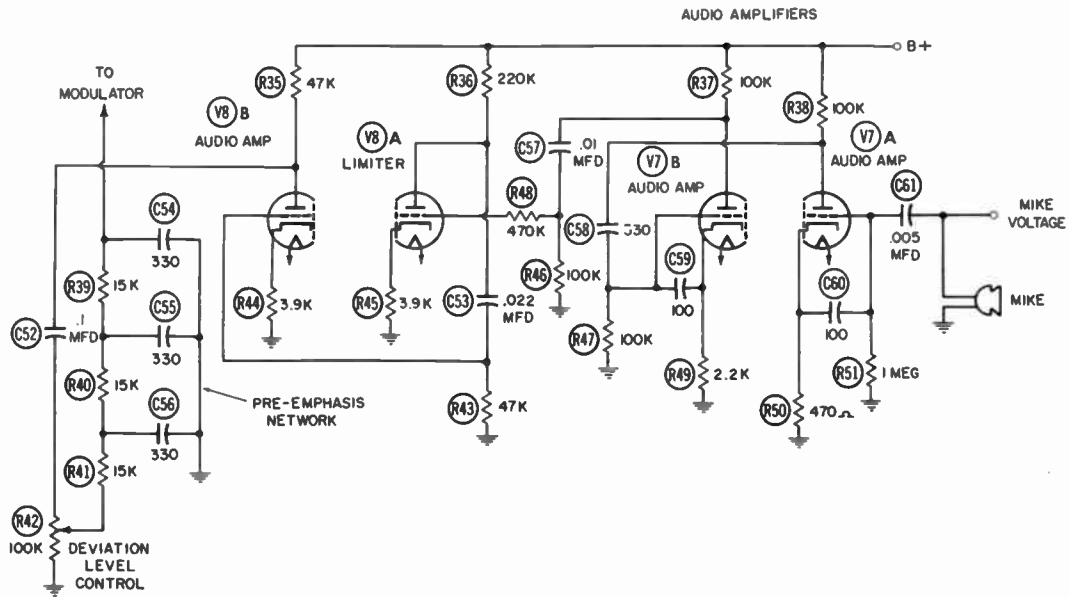 AUDIO AMPLIFIERS
B+
TO
MODULATOR
R35
47K
R36
220K
R37
100K
R38
100K
V8 B
AUDIO AMP
V8 A
LIMITER
C57
.01
MFD
V7 B
AUDIO AMP
V7 A
AUDIO AMP
C61
.005
MFD
MIKE
VOLTAGE
MIKE
C54
330
R39
15K
C55
330
C52
.1
MFD
R40
15K
C56
330
PRE-EMPHASIS
NETWORK
R41
15K
R42
100K
DEVIATION
LEVEL
CONTROL
R44
3.9K
R45
3.9K
R48
470K
C53
.022
MFD
R43
47K
R46
100K
C58
330
R47
100K
C59
100
R49
2.2K
C60
100
R50
470Ω
R51
1 MEG